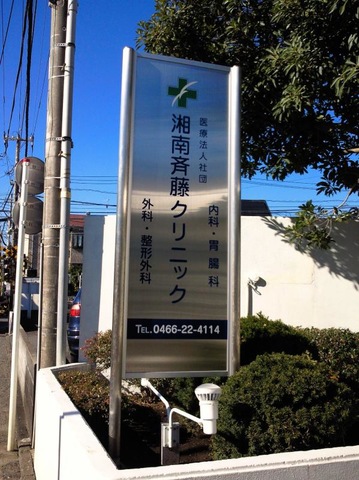 医療法人社団
湘南斉藤クリニック
内科・胃腸科
外科・整形外科
TEL.0466-22-4114